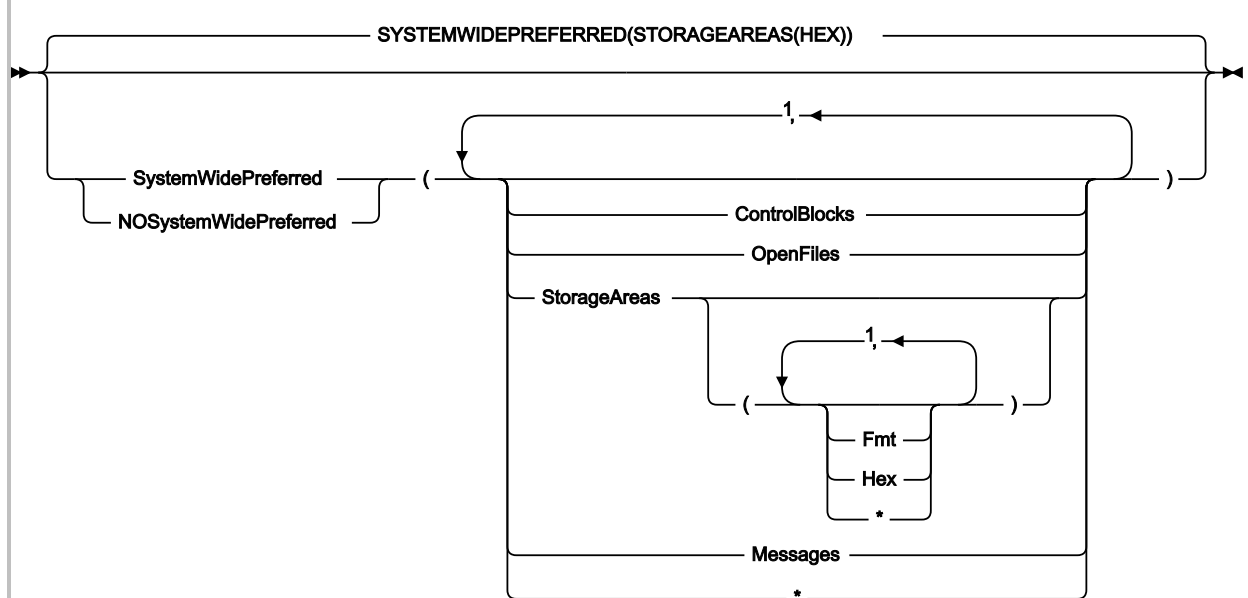 SYSTEMWIDEPREFERRED(STORAGEAREAS(HEX))
1,
SystemWidePreferred ( )
NOSystemWidePreferred
ControlBlocks
OpenFiles
StorageAreas
1,
( )
Fmt
Hex
*
Messages
*